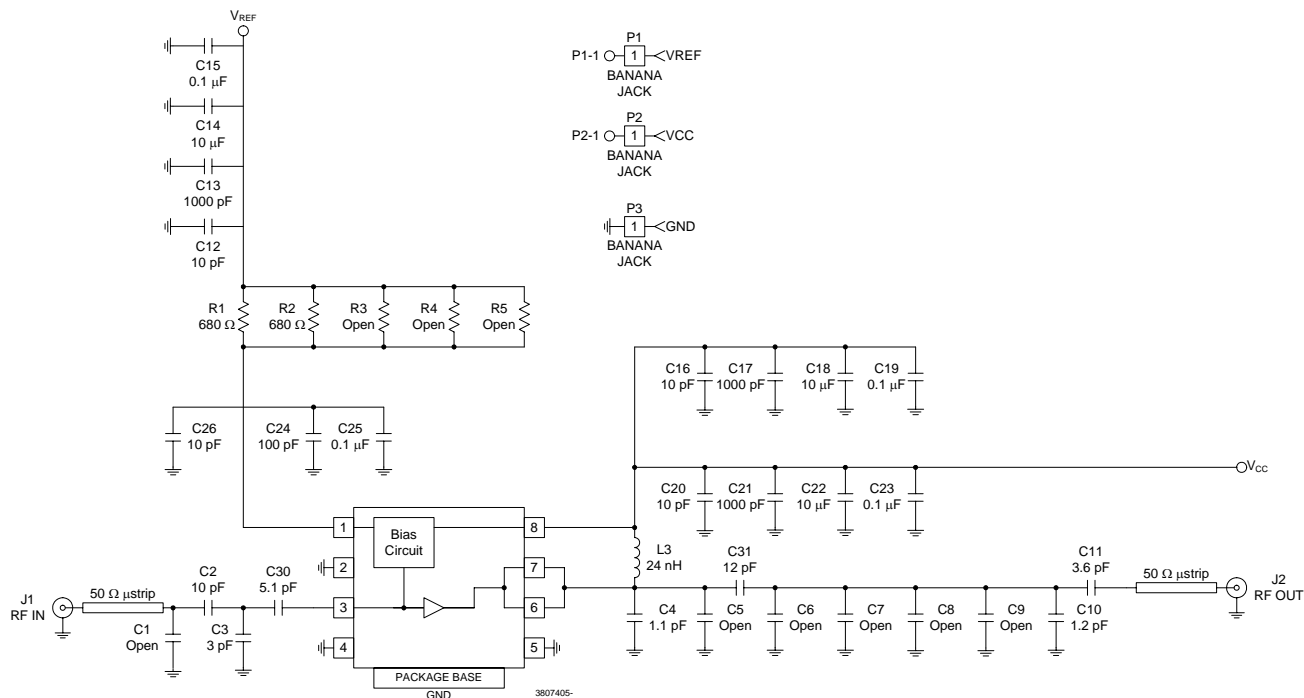 VREF
C15
0.1 µF
C14
10 µF
C13
1000 pF
C12
10 pF
P1
P1-1 1 VREF
BANANA
JACK
P2
P2-1 1 VCC
BANANA
JACK
P3
1 GND
BANANA
JACK
R1
680 Ω
R2
680 Ω
R3
Open
R4
Open
R5
Open
C16
10 pF
C17
1000 pF
C18
10 µF
C19
0.1 µF
C26
10 pF
C24
100 pF
C25
0.1 µF
VCC
C20
10 pF
C21
1000 pF
C22
10 µF
C23
0.1 µF
1
8
Bias
Circuit
L3
24 nH
2
7
C31
12 pF
C11
3.6 pF
J1
RF IN
50 Ω µstrip
C2
10 pF
C30
5.1 pF
3
6
50 Ω µstrip
J2
RF OUT
C1
Open
C3
3 pF
4
5
C4
1.1 pF
C5
Open
C6
Open
C7
Open
C8
Open
C9
Open
C10
1.2 pF
PACKAGE BASE
GND
3807405-